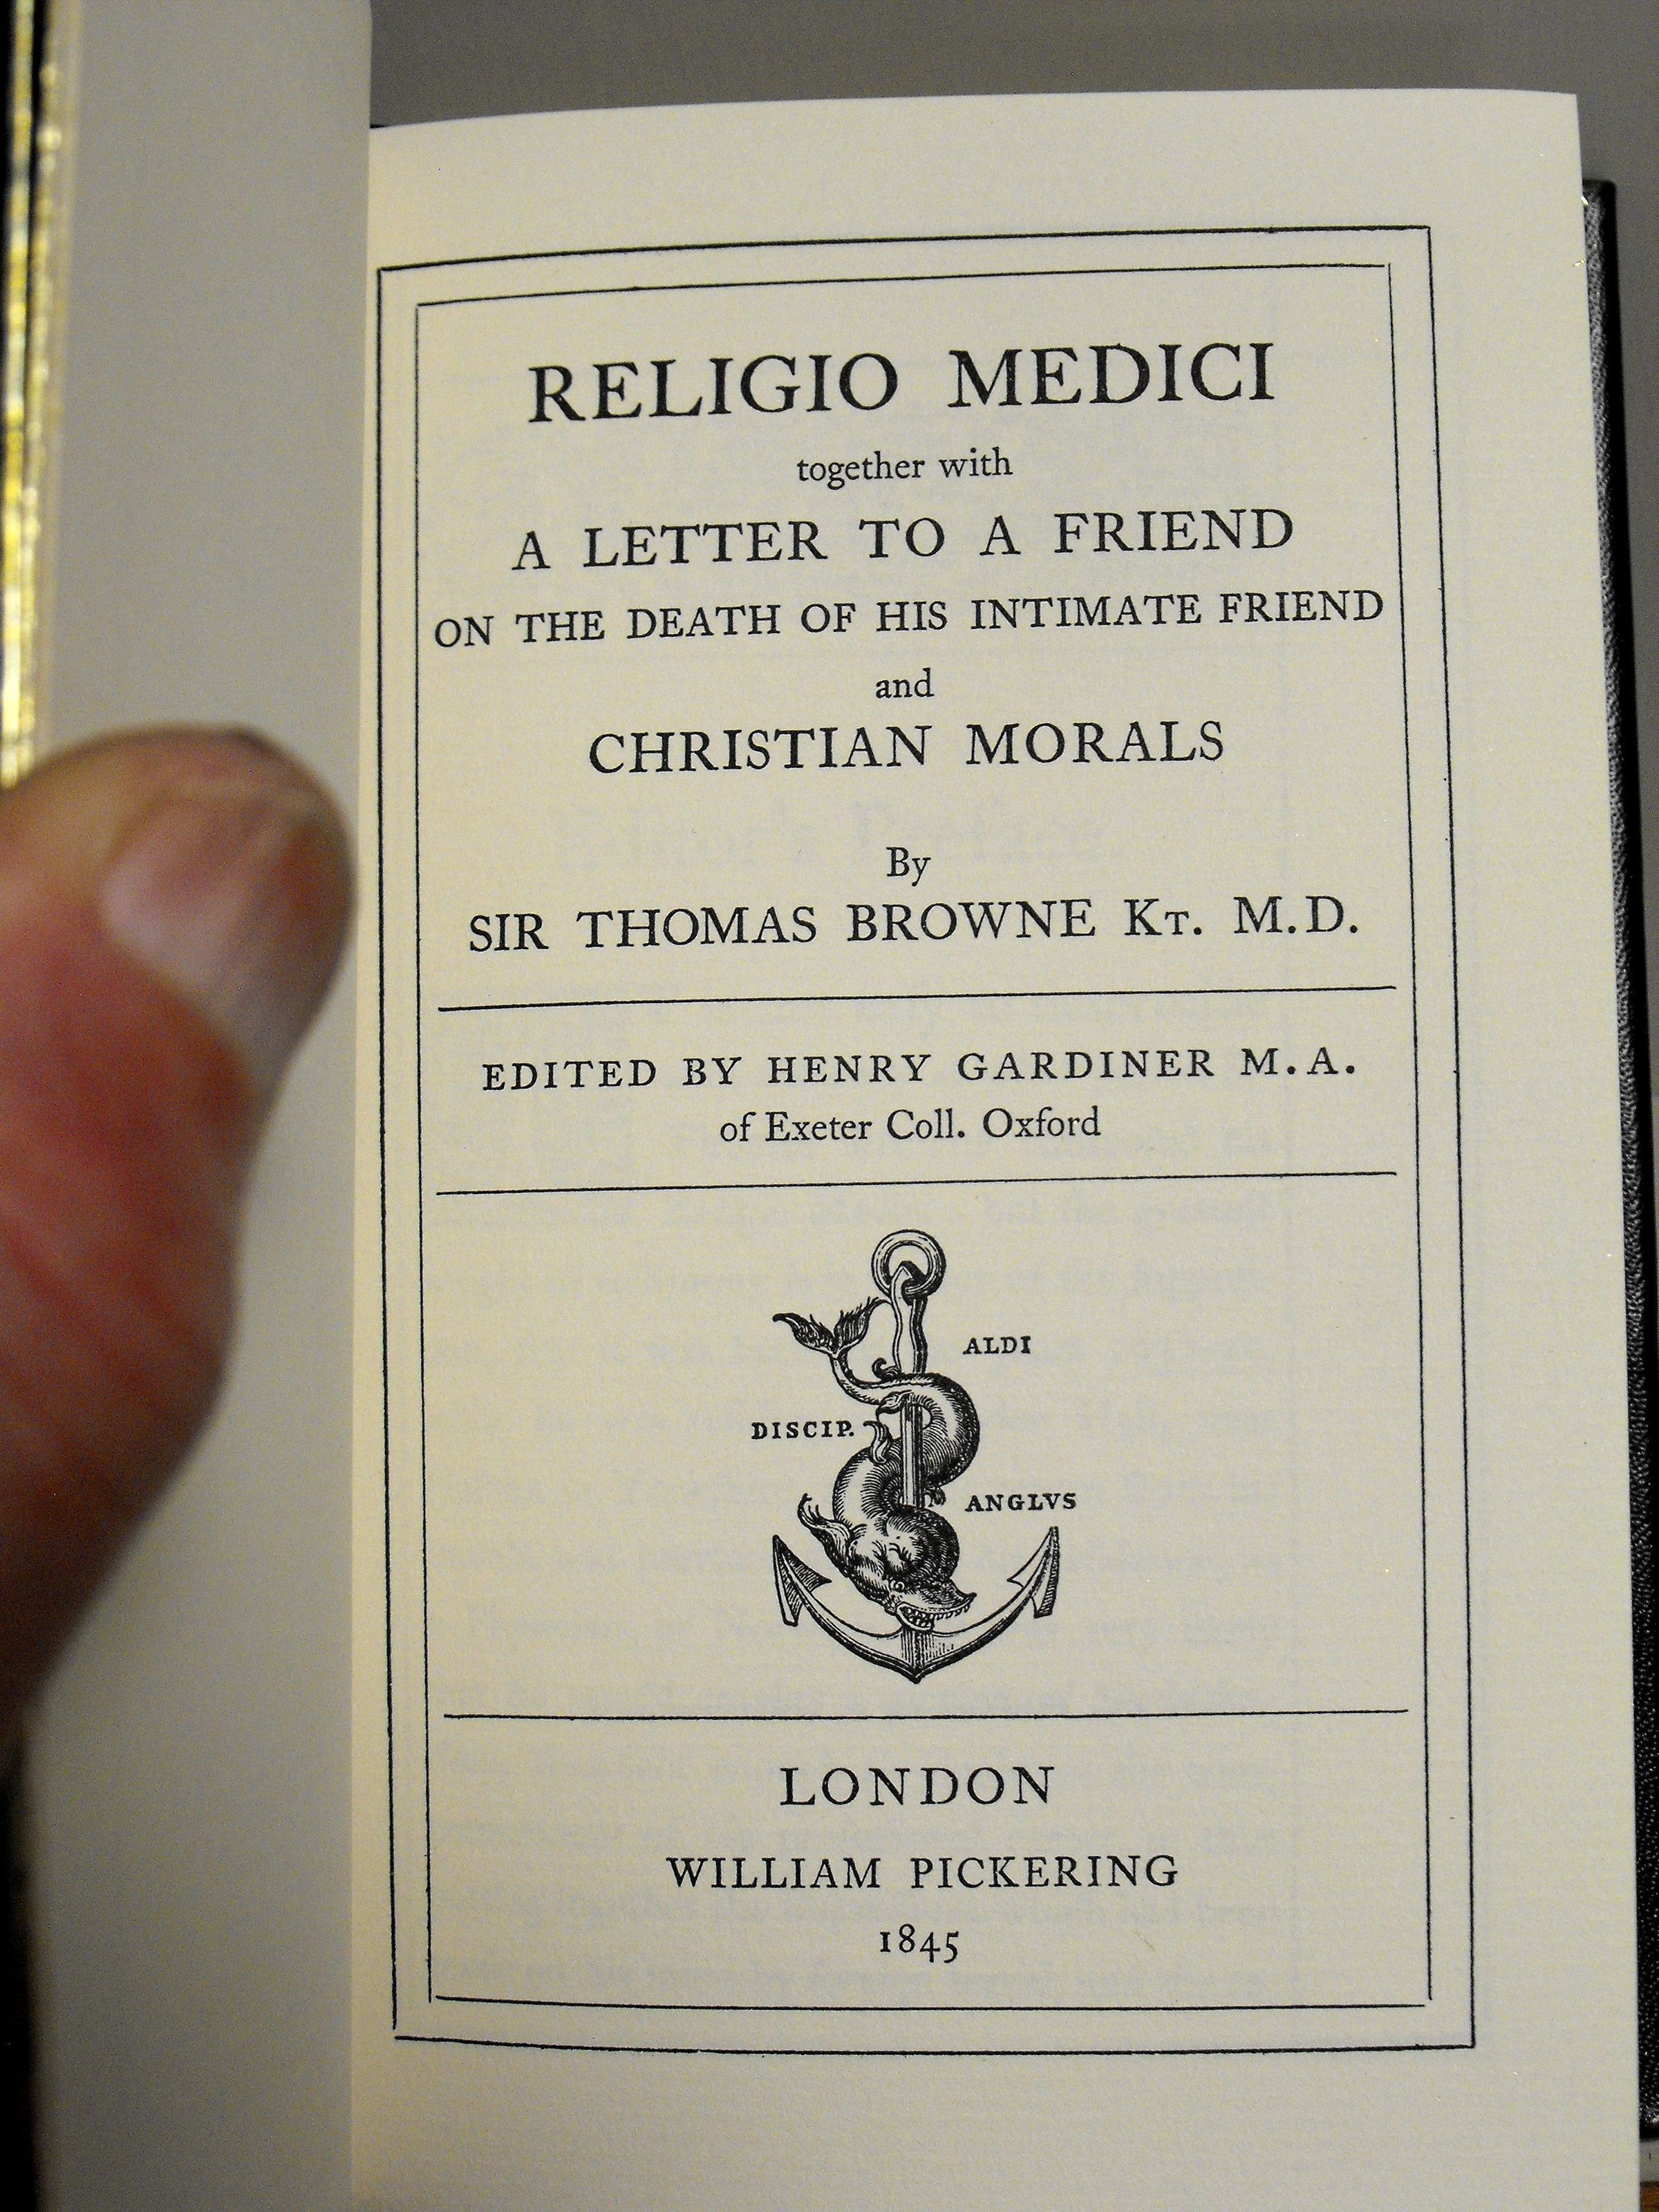 RELIGIO MEDICI
together with
A LETTER TO A FRIEND
ON THE DEATH OF HIS INTIMATE FRIEND
and
CHRISTIAN MORALS
By
SIR THOMAS BROWNE KT. M.D.
EDITED BY HENRY GARDINER M.A.
of Exeter Coll. Oxford
ALDI
DISCIP.
ANGLVS
LONDON
WILLIAM PICKERING
1845